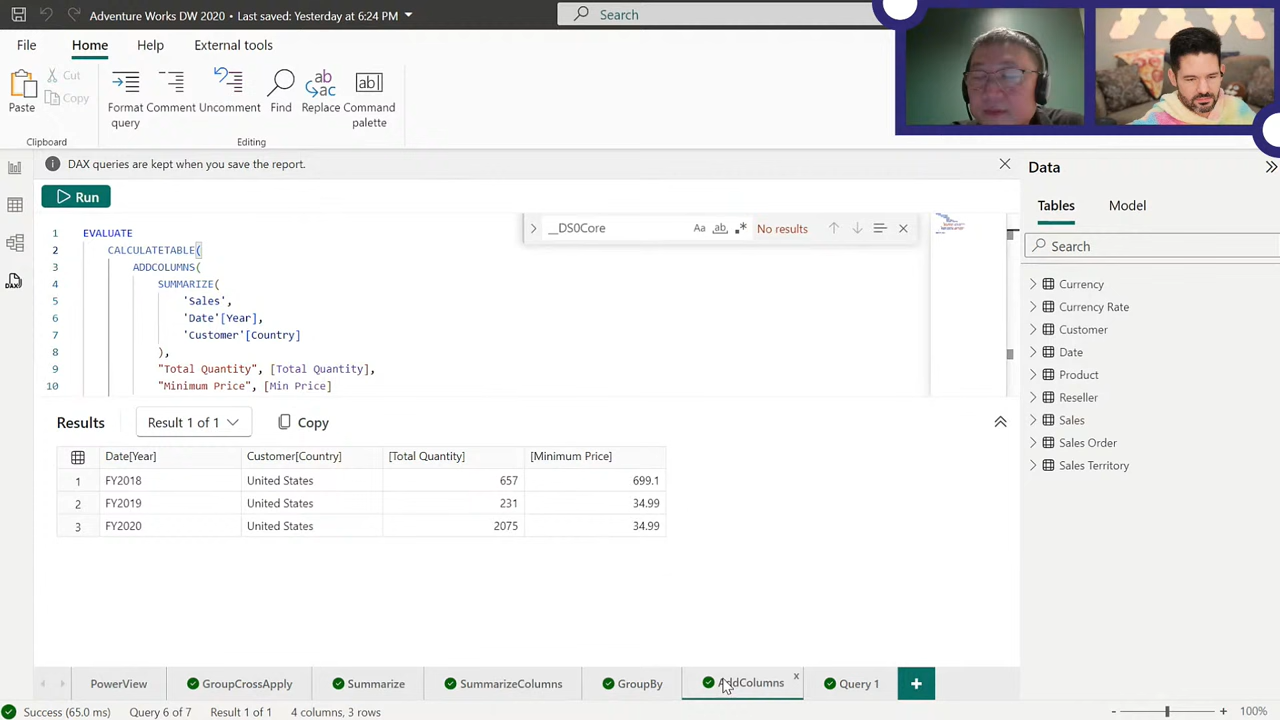 Adventure Works DW 2020 • Last saved: Yesterday at 6:24 PM
Search
File
Home
Help
External tools
Paste
Cut
Copy
Format query
Comment
Uncomment
Find
Replace
Command palette
Clipboard
Editing
DAX queries are kept when you save the report.
Run
__DS0Core
Aa
ab
No results
1 EVALUATE
2 CALCULATETABLE(
3 ADDCOLUMNS(
4 SUMMARIZE(
5 'Sales',
6 'Date'[Year],
7 'Customer'[Country]
8 ),
9 "Total Quantity", [Total Quantity],
10 "Minimum Price", [Min Price]
Results
Result 1 of 1
Copy
Date[Year] Customer[Country] [Total Quantity] [Minimum Price]
1 FY2018 United States 657 699.1
2 FY2019 United States 231 34.99
3 FY2020 United States 2075 34.99
Data
Tables
Model
Search
Currency
Currency Rate
Customer
Date
Product
Reseller
Sales
Sales Order
Sales Territory
PowerView
GroupCrossApply
Summarize
SummarizeColumns
GroupBy
AddColumns
Query 1
Success (65.0 ms) Query 6 of 7 Result 1 of 1 4 columns, 3 rows
- + 100%